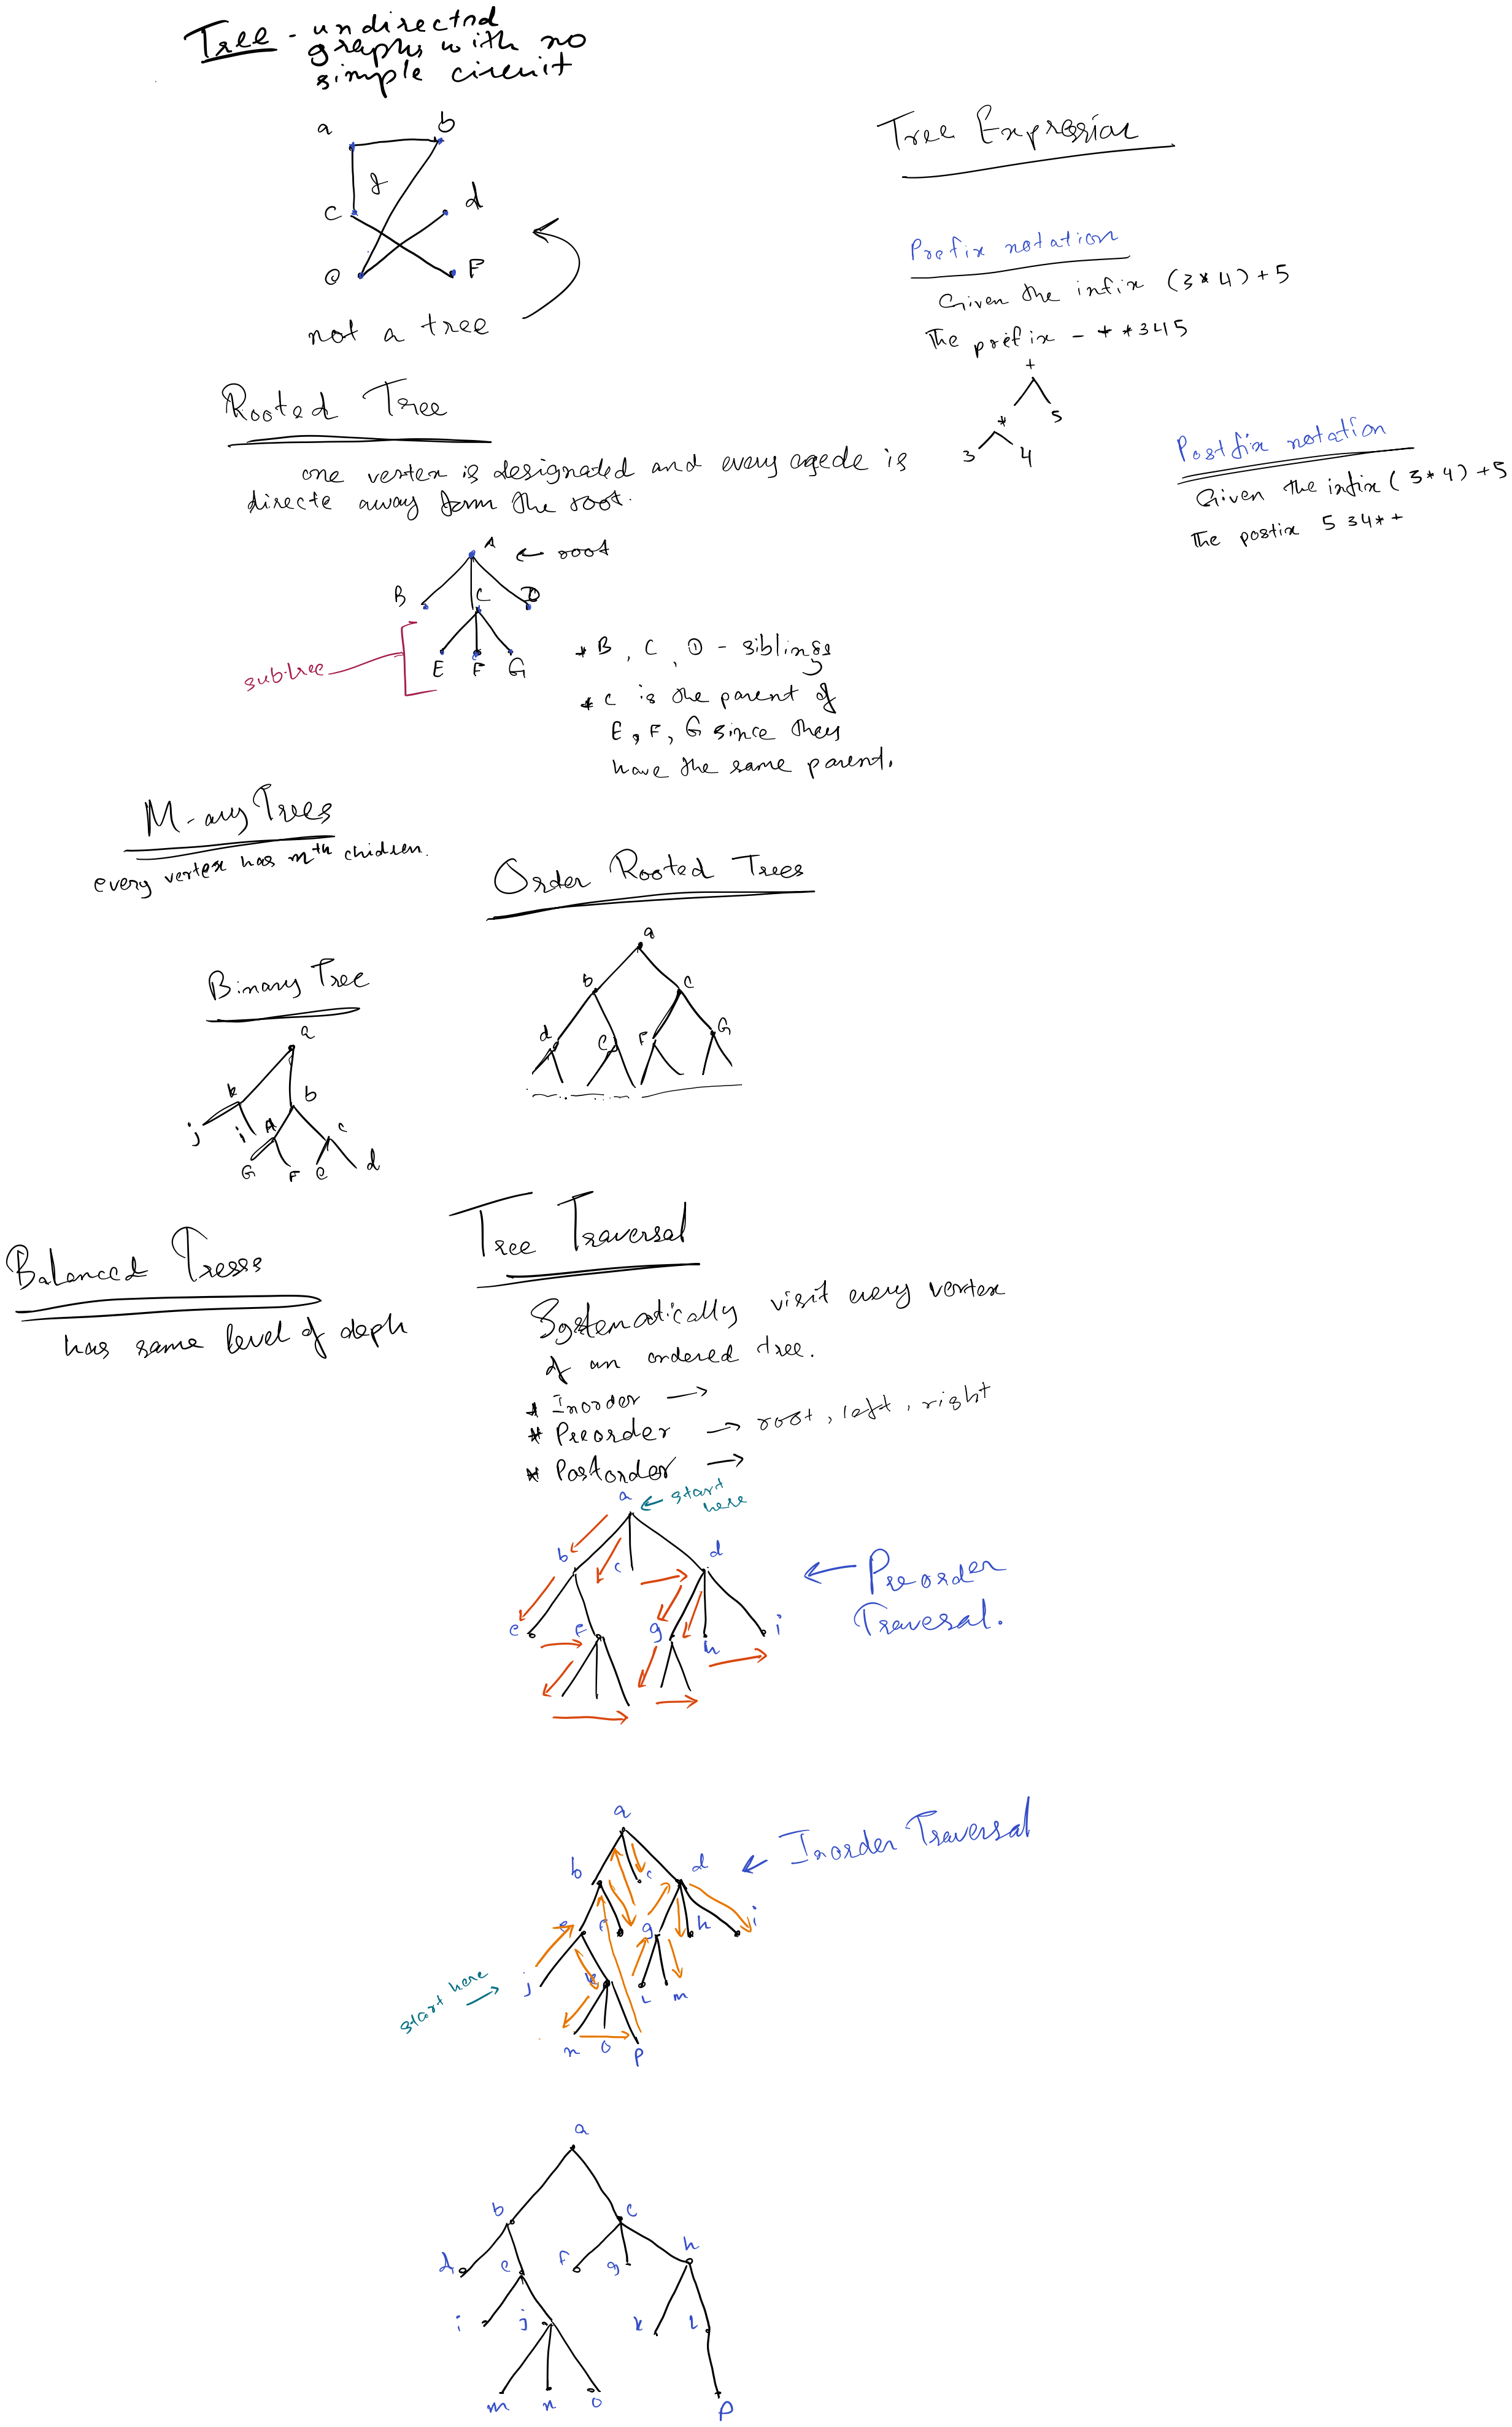 Tree - undirected
graphs with no
simple circuit
a b
c d
e F
not a tree
Rooted Tree
one vertex is designated and every egede is
directe away form the root.
A ← root
B C D
subtree
E F G
* B, C, D - siblings
* C is the parent of
E, F, G since they
have the same parent.
M-ary Trees
every vertex has mth chidren.
Order Rooted Trees
a
b c
d e F G
Binary Tree
a
k b
j i A c
G F e d
Balanced Tresss
has same level of deph
Tree Traversal
Systematically visit every vertex
of an ordered tree.
* Inorder →
* Preorder → root, left, right
* Postorder →
a ← start
here
b c d
e f g h i
← Preorder
Traversal.
a
← Inorder Traversal
b c d
e f g h i
start here →
j k l m
n o p
a
b c
d e f g h
i j k l
m n o p
Tree Expression
Prefix notation
Given the infix (3*4)+5
The prefix - + *345
+
* 5
3 4
Postfix notation
Given the infix (3*4)+5
The postix 5 34*+